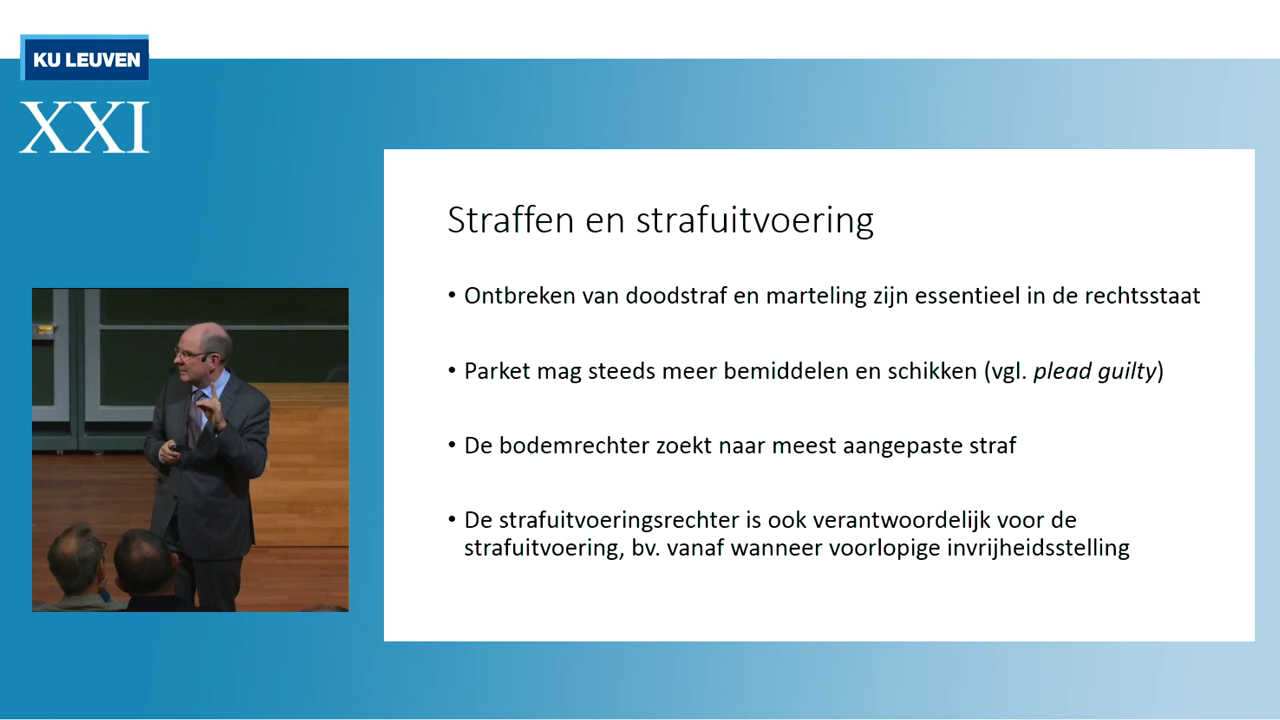 KU LEUVEN
XXI
Straffen en strafuitvoering
• Ontbreken van doodstraf en marteling zijn essentieel in de rechtsstaat
• Parket mag steeds meer bemiddelen en schikken (vgl. plead guilty)
• De bodemrechter zoekt naar meest aangepaste straf
• De strafuitvoeringsrechter is ook verantwoordelijk voor de
strafuitvoering, bv. vanaf wanneer voorlopige invrijheidsstelling